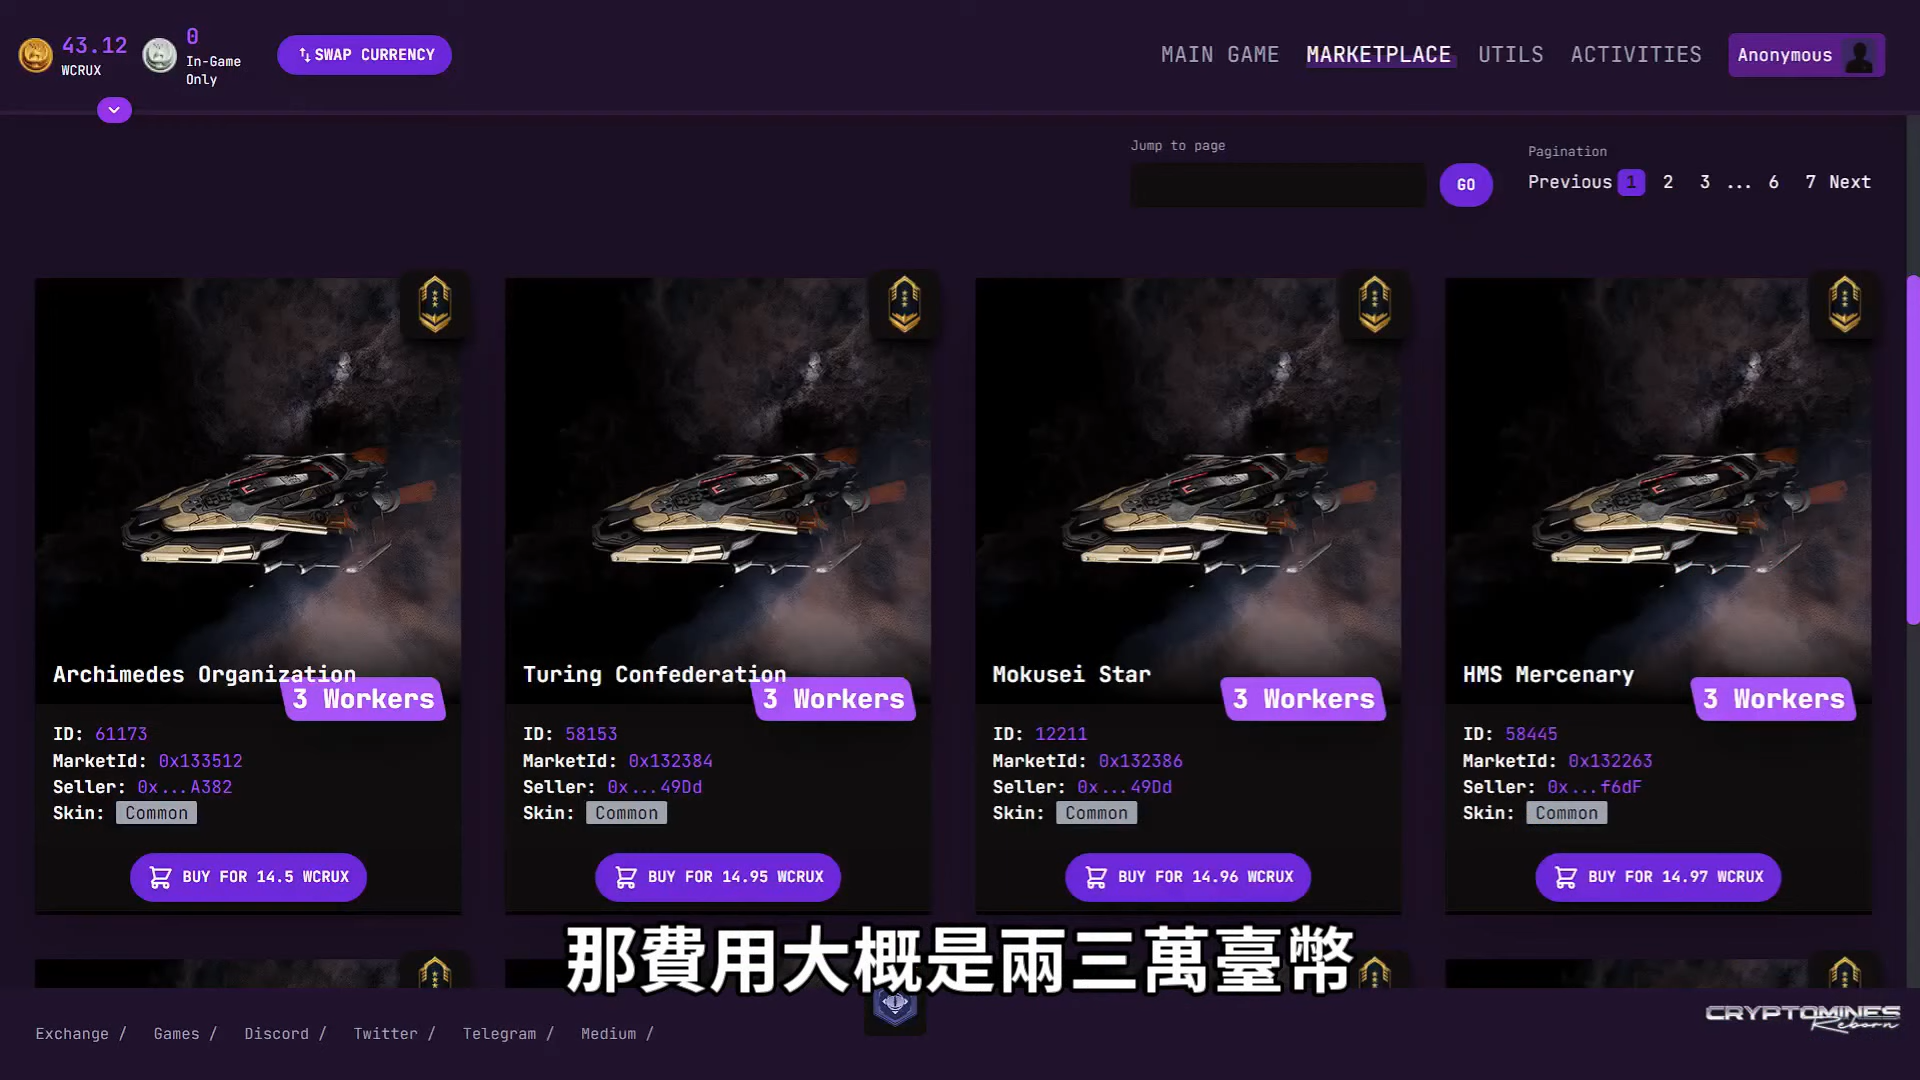 43.12
WCRUX
0
In-Game
Only
SWAP CURRENCY
MAIN GAME
MARKETPLACE
UTILS
ACTIVITIES
Anonymous
Jump to page
GO
Pagination
Previous 1 2 3 ... 6 7 Next
Archimedes Organization
3 Workers
ID: 61173
MarketId: 0x133512
Seller: 0x...A382
Skin: Common
BUY FOR 14.5 WCRUX
Turing Confederation
3 Workers
ID: 58153
MarketId: 0x132384
Seller: 0x...49Dd
Skin: Common
BUY FOR 14.95 WCRUX
Mokusei Star
3 Workers
ID: 12211
MarketId: 0x132386
Seller: 0x...49Dd
Skin: Common
BUY FOR 14.96 WCRUX
HMS Mercenary
3 Workers
ID: 58445
MarketId: 0x132263
Seller: 0x...f6dF
Skin: Common
BUY FOR 14.97 WCRUX
那費用大概是兩三萬臺幣
Exchange / Games / Discord / Twitter / Telegram / Medium /
CRYPTOMINES
Reborn